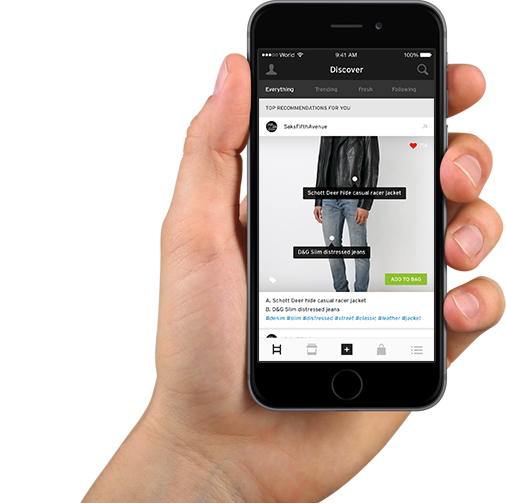 World
9:41 AM
100%
Discover
Everything
Trending
Fresh
Following
TOP RECOMMENDATIONS FOR YOU
SaksFifthAvenue
Schott Deer hide casual racer jacket
D&G Slim distressed jeans
ADD TO BAG
A. Schott Deer hide casual racer jacket
B. D&G Slim distressed jeans
#denim #slim #distressed #street #classic #leather #jacket